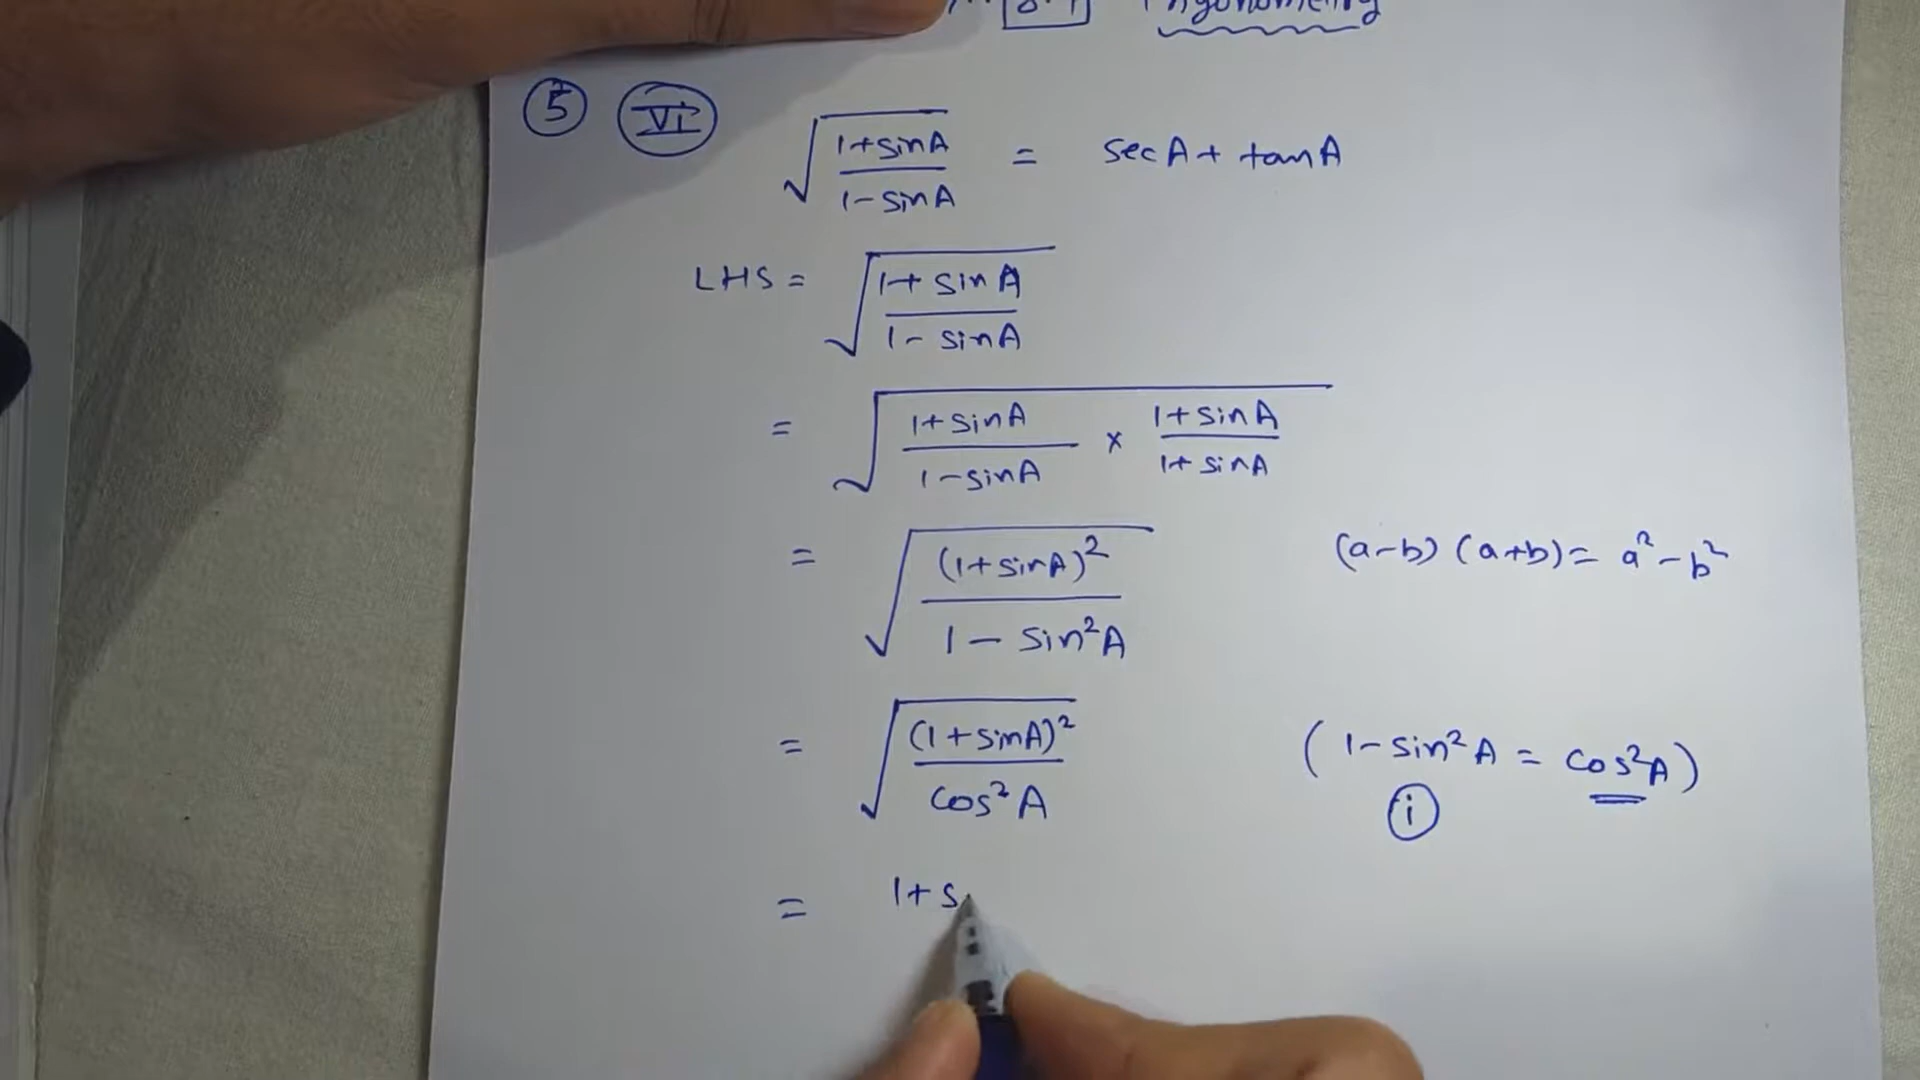 Trigonometry
5 Vi √((1+sinA)/(1-sinA)) = secA + tanA
LHS = √((1+sinA)/(1-sinA))
= √((1+sinA)/(1-sinA) × (1+sinA)/(1+sinA))
= √((1+sinA)²/(1-sin²A)) (a-b)(a+b) = a²-b²
= √((1+sinA)²/cos²A) (1-sin²A = cos²A)
i
= 1+s